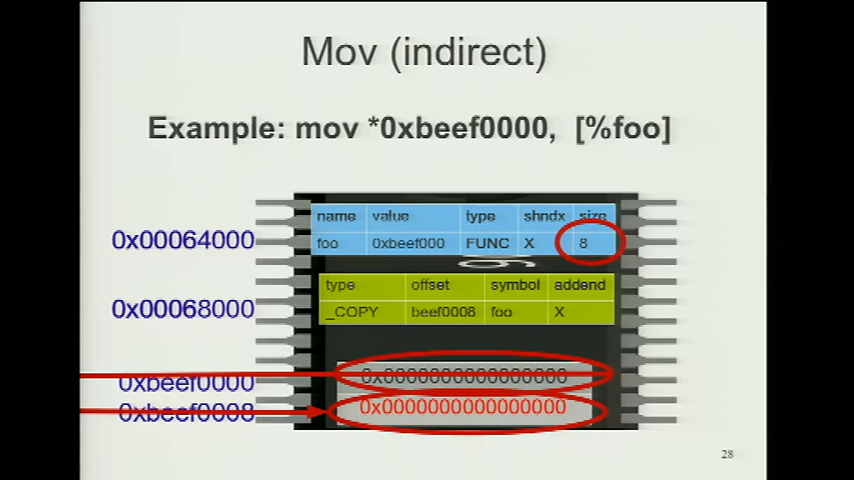 Mov (indirect)
Example: mov *0xbeef0000, [%foo]
name value type shndx size
0x00064000 foo 0xbeef000 FUNC X 8
type offset symbol addend
0x00068000 _COPY beef0008 foo X
0xbeef0000 0x0000000000000000
0xbeef0008 0x0000000000000000
28